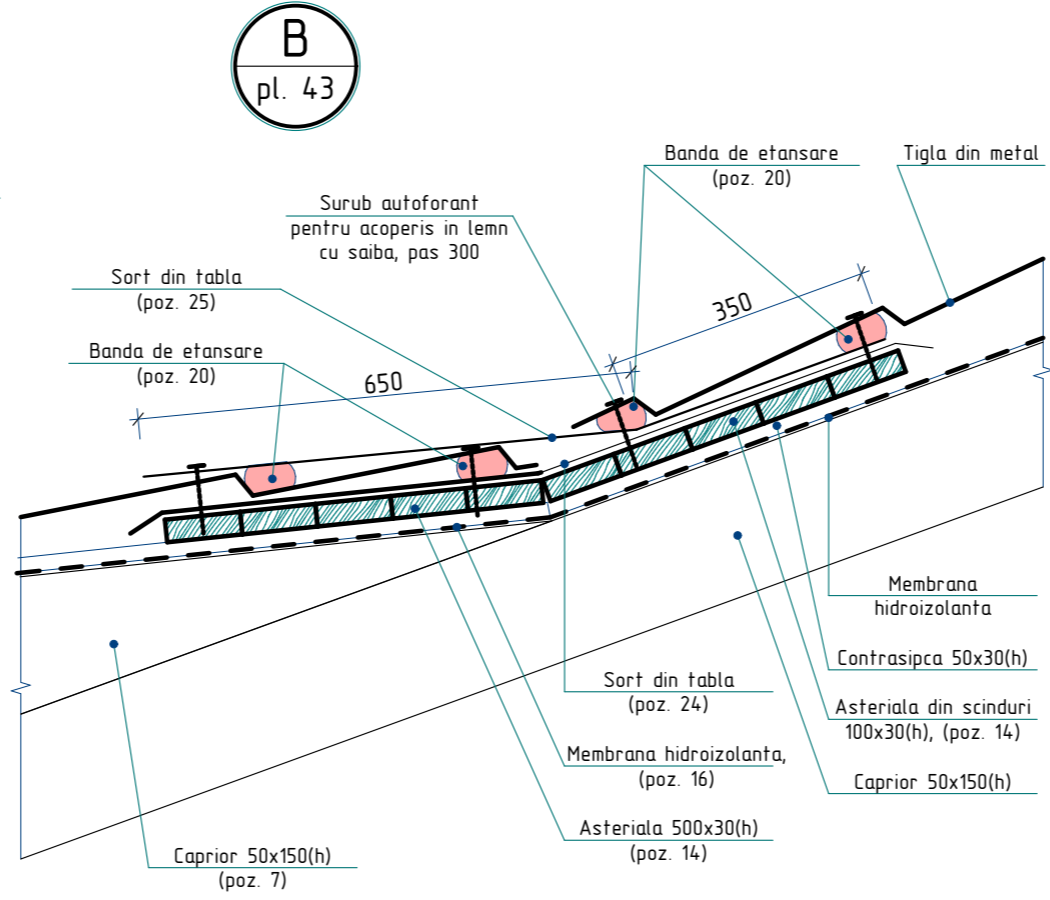 B
pl. 43
Banda de etansare
(poz. 20)
Tigla din metal
Surub autoforant
pentru acoperis in lemn
cu saiba, pas 300
Sort din tabla
(poz. 25)
350
Banda de etansare
(poz. 20)
650
Membrana
hidroizolanta
Contrasipca 50x30(h)
Sort din tabla
(poz. 24)
Asteriala din scinduri
100x30(h), (poz. 14)
Membrana hidroizolanta,
(poz. 16)
Caprior 50x150(h)
Asteriala 500x30(h)
(poz. 14)
Caprior 50x150(h)
(poz. 7)